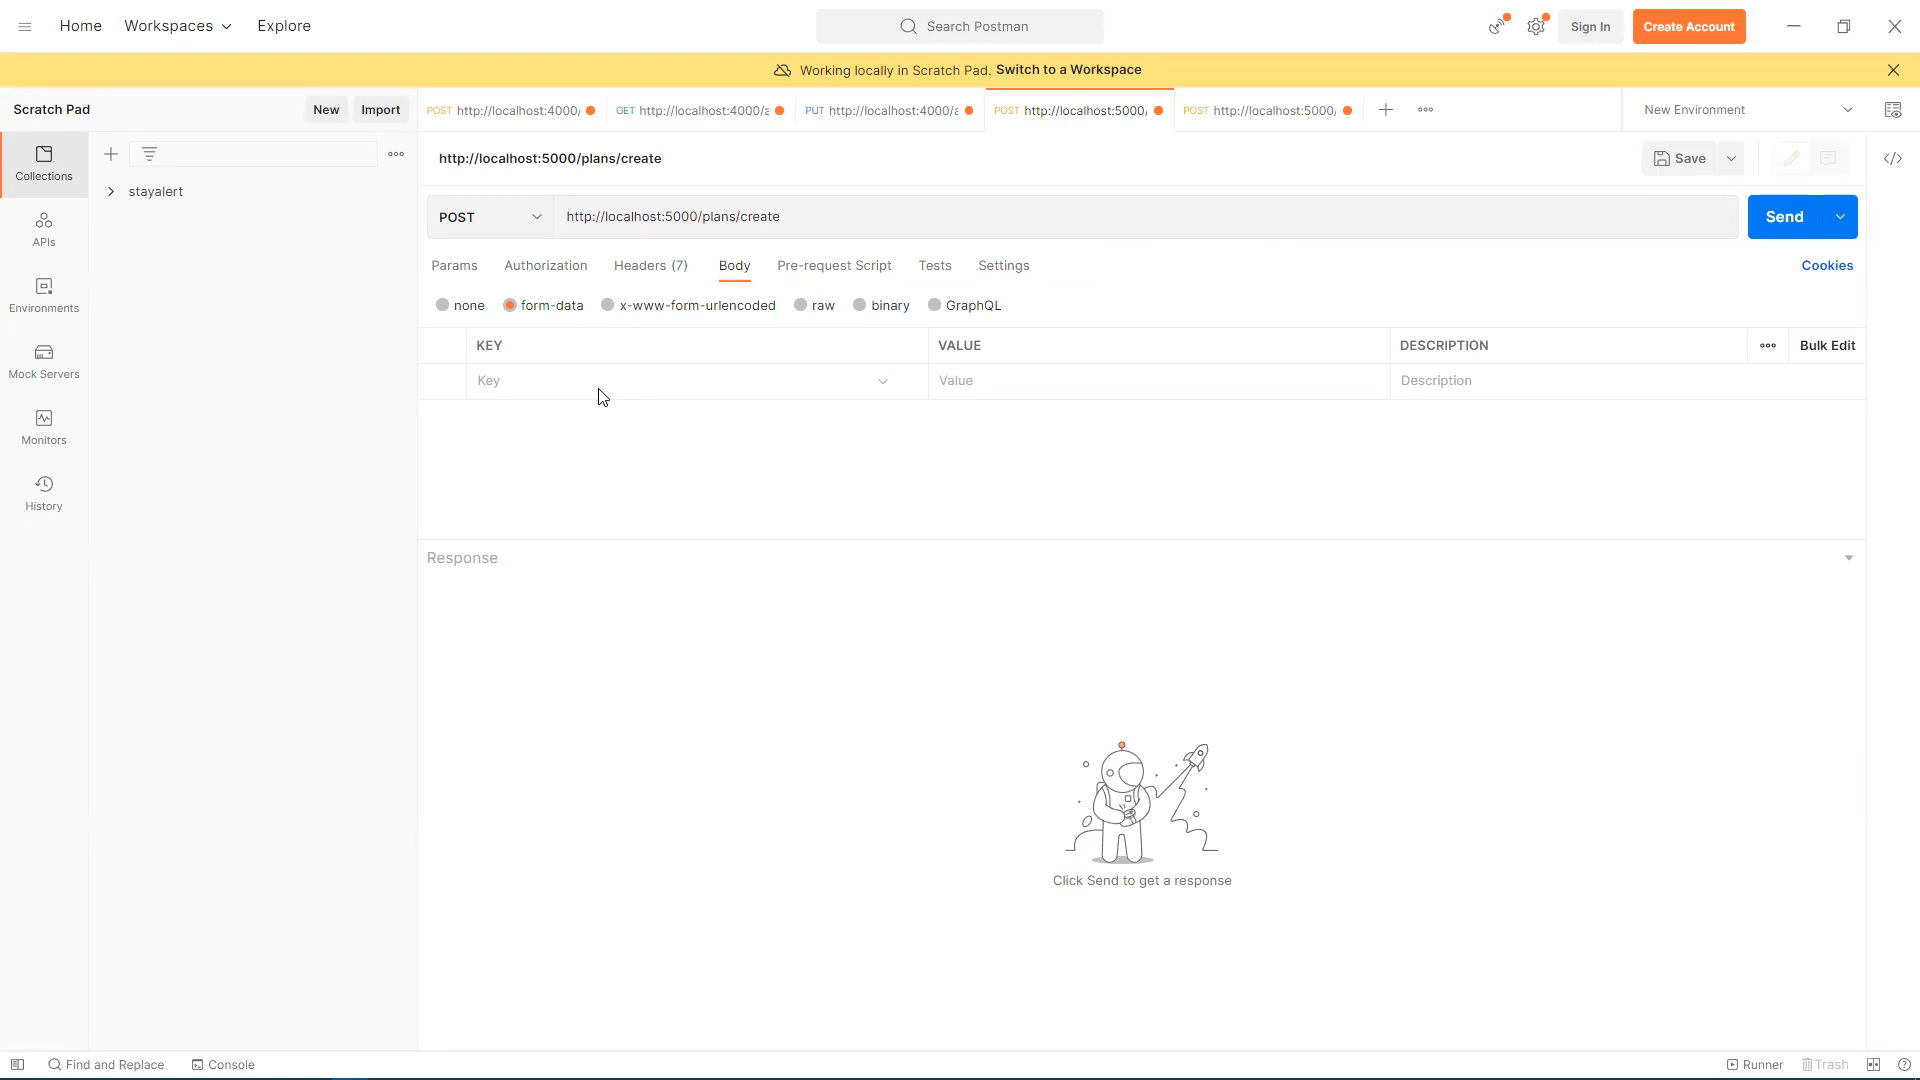 Home Workspaces Explore Search Postman Sign In Create Account
Working locally in Scratch Pad. Switch to a Workspace
Scratch Pad New Import POST http://localhost:4000/ GET http://localhost:4000/a PUT http://localhost:4000/a POST http://localhost:5000/ POST http://localhost:5000/ New Environment
Collections
stayalert
APIs
Environments
Mock Servers
Monitors
History
http://localhost:5000/plans/create Save
POST http://localhost:5000/plans/create Send
Params Authorization Headers (7) Body Pre-request Script Tests Settings Cookies
none form-data x-www-form-urlencoded raw binary GraphQL
KEY VALUE DESCRIPTION Bulk Edit
Key Value Description
Response
Click Send to get a response
Find and Replace Console Runner Trash